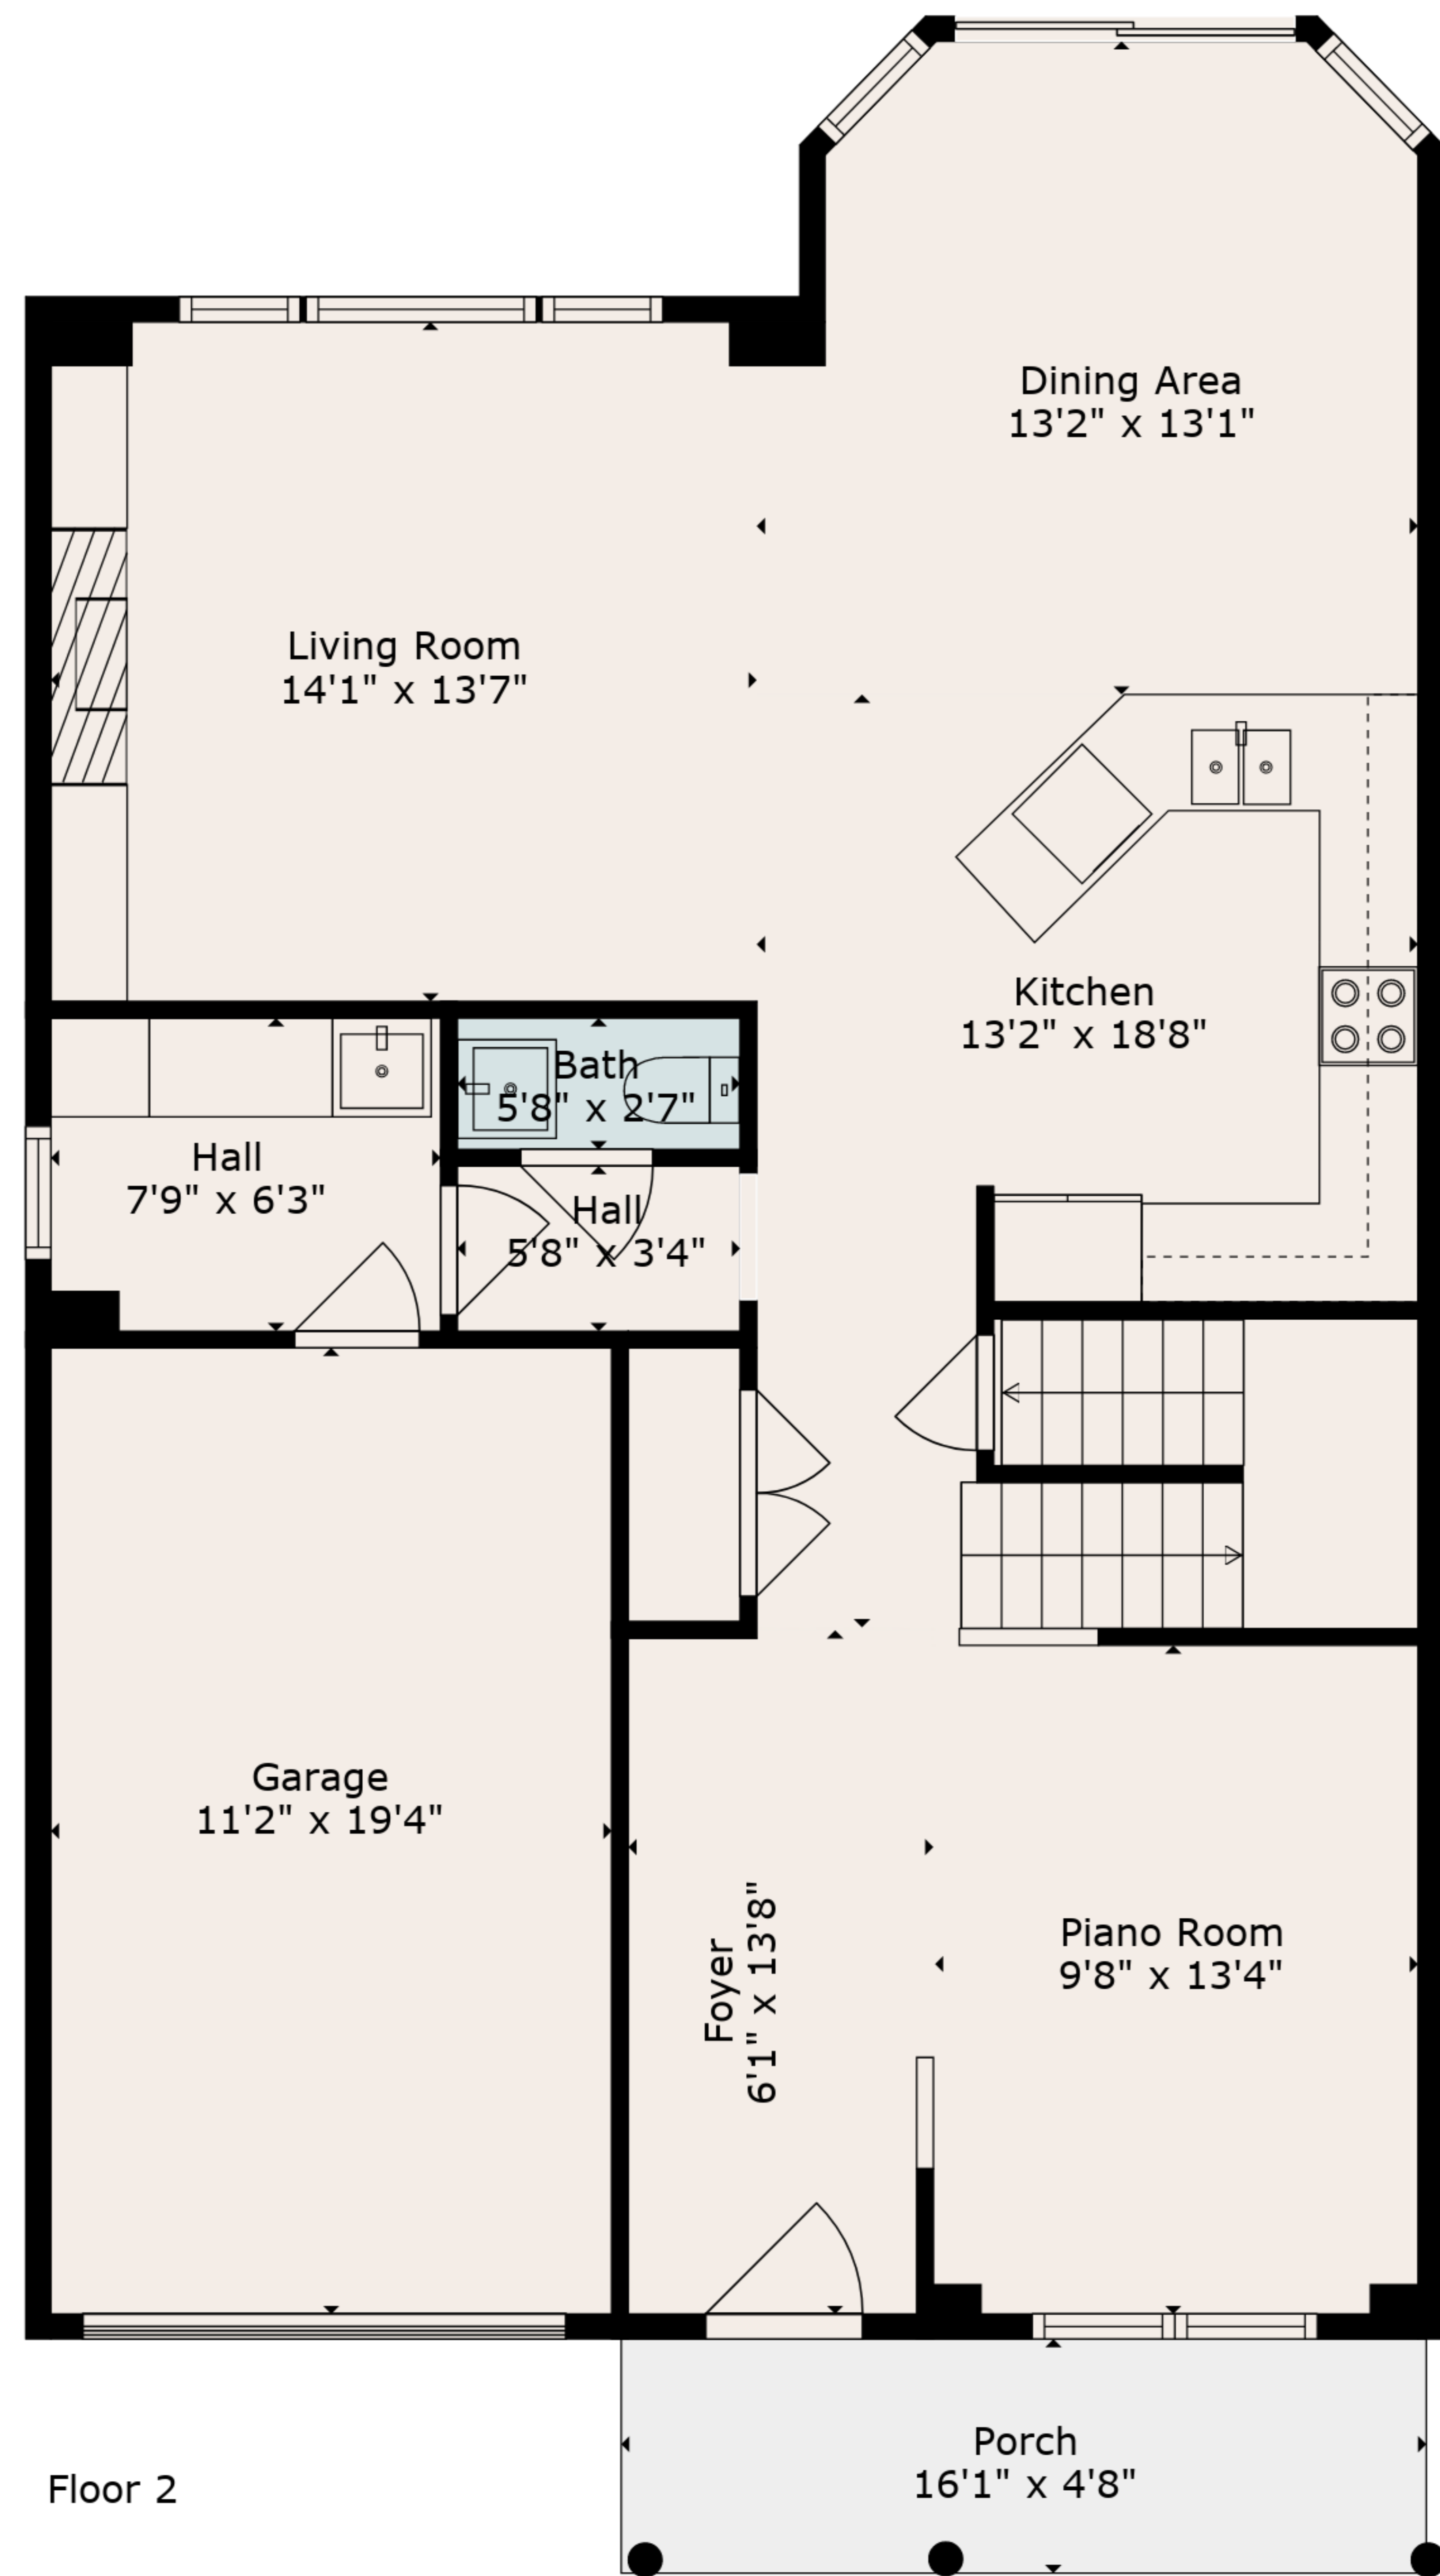 Dining Area
13'2" x 13'1"
Living Room
14'1" x 13'7"
Kitchen
13'2" x 18'8"
Bath
5'8" x 2'7"
Hall
7'9" x 6'3"
Hall
5'8" x 3'4"
Garage
11'2" x 19'4"
Foyer
6'1" x 13'8"
Piano Room
9'8" x 13'4"
Porch
16'1" x 4'8"
Floor 2